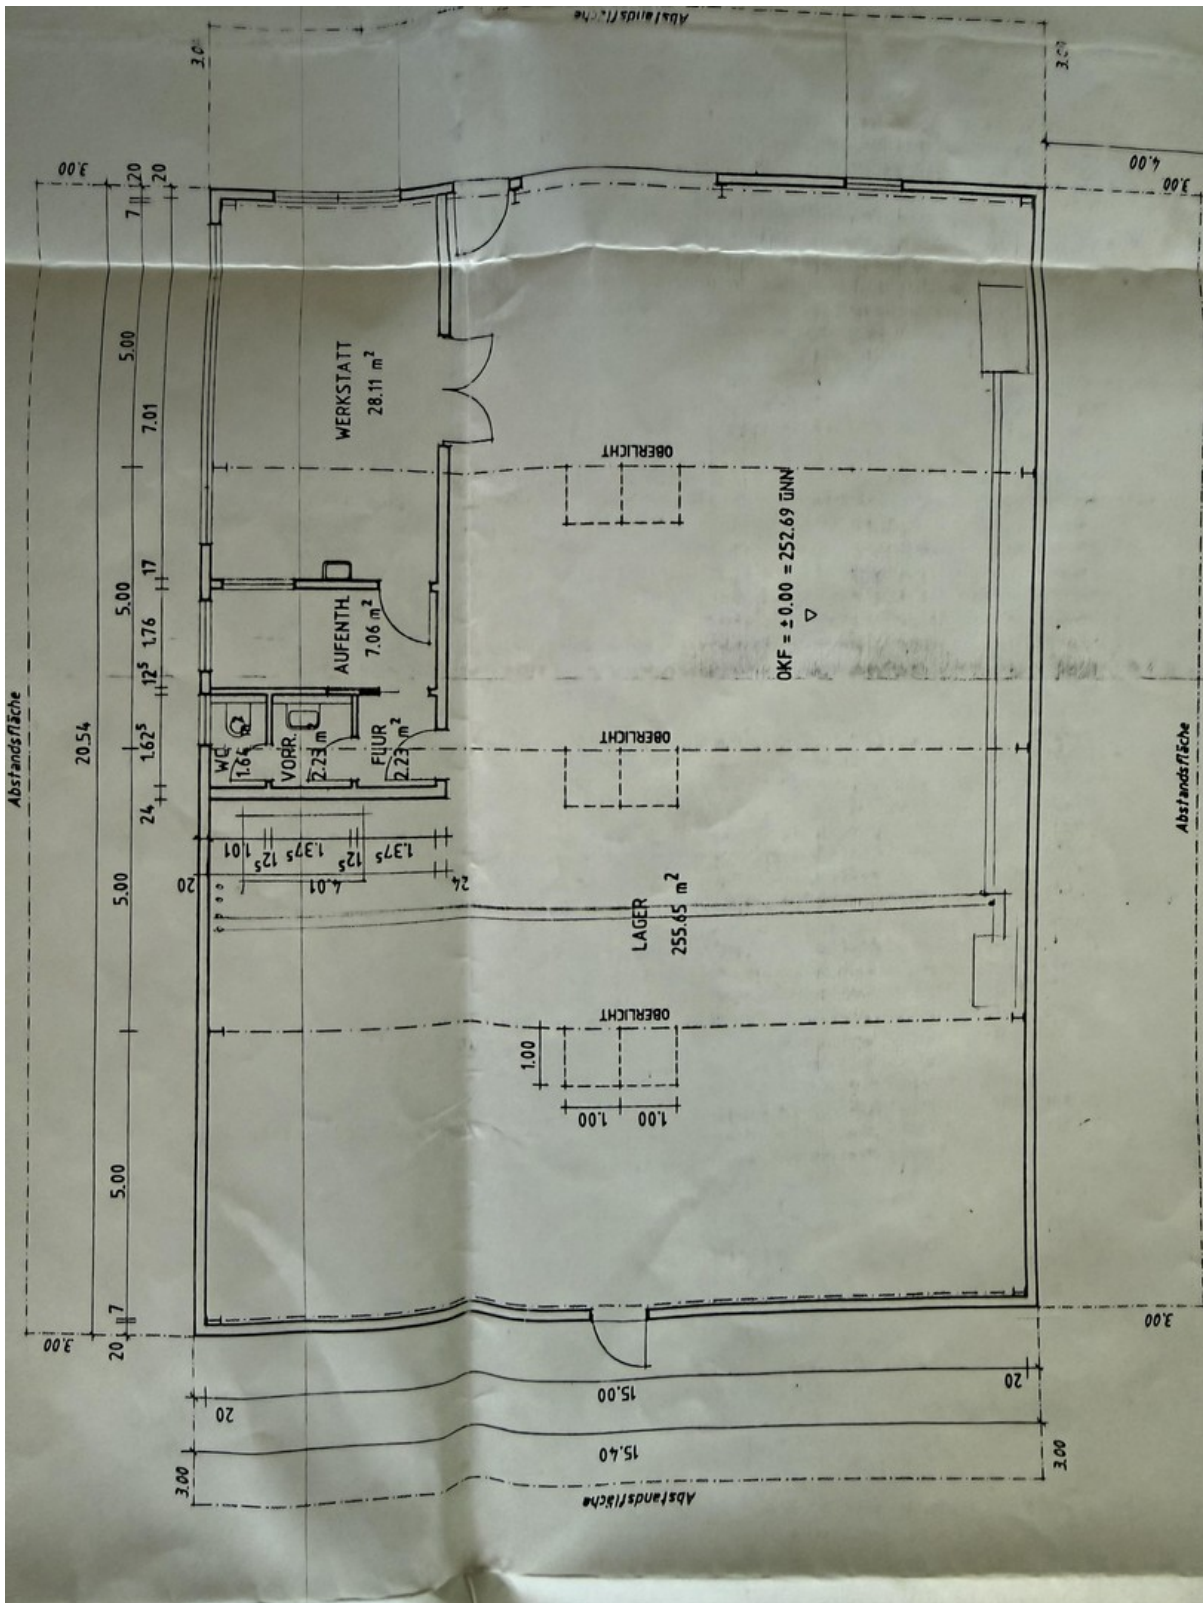 Abstandsfläche
3.00
3.00
4.00
3.00
3.00
20
20
7
5.00
7.01
WERKSTATT
28.11 m²
OBERLICHT
OKF = ± 0.00 = 252.69 üNN
17
5.00
1.76
12⁵
AUFENTH.
7.06 m²
Abstandsfläche
20.54
1.62⁵
24
WC
1.64 m²
VORR.
2.23 m²
FLUR
2.23 m²
OBERLICHT
Abstandsfläche
1.01
12⁵
1.37⁵
12⁵
1.37⁵
20
4.01
24
5.00
LAGER
255.65 m²
OBERLICHT
1.00
1.00
1.00
5.00
7
20
3.00
3.00
20
15.00
20
15.40
3.00
3.00
Abstandsfläche